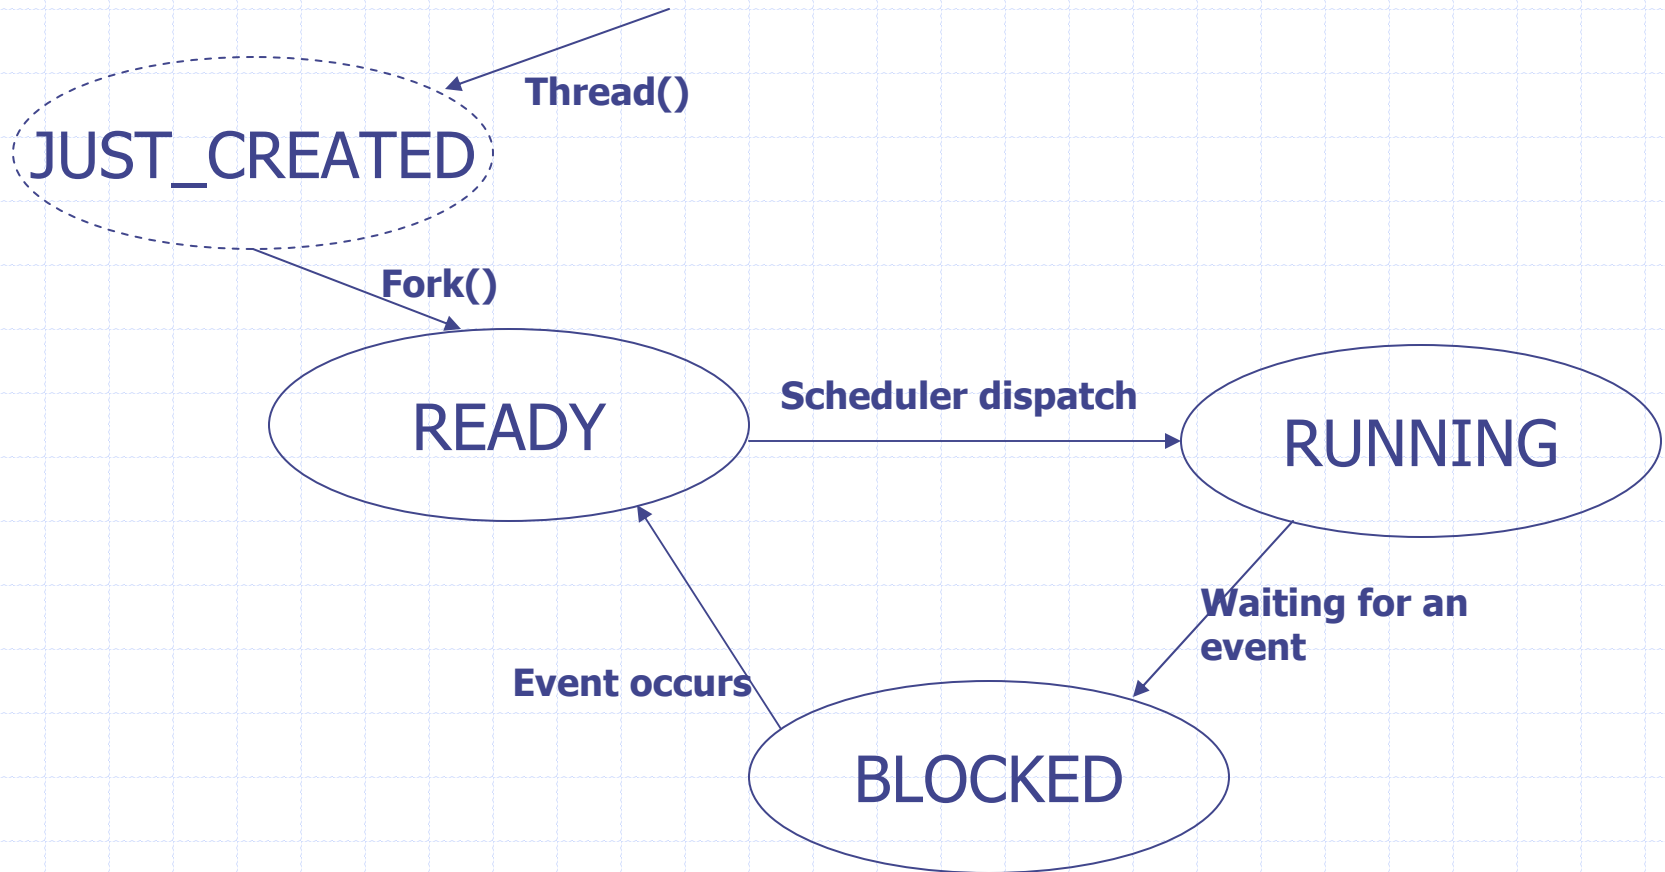 Thread()
JUST_CREATED
Fork()
READY
Scheduler dispatch
RUNNING
Waiting for an
event
Event occurs
BLOCKED